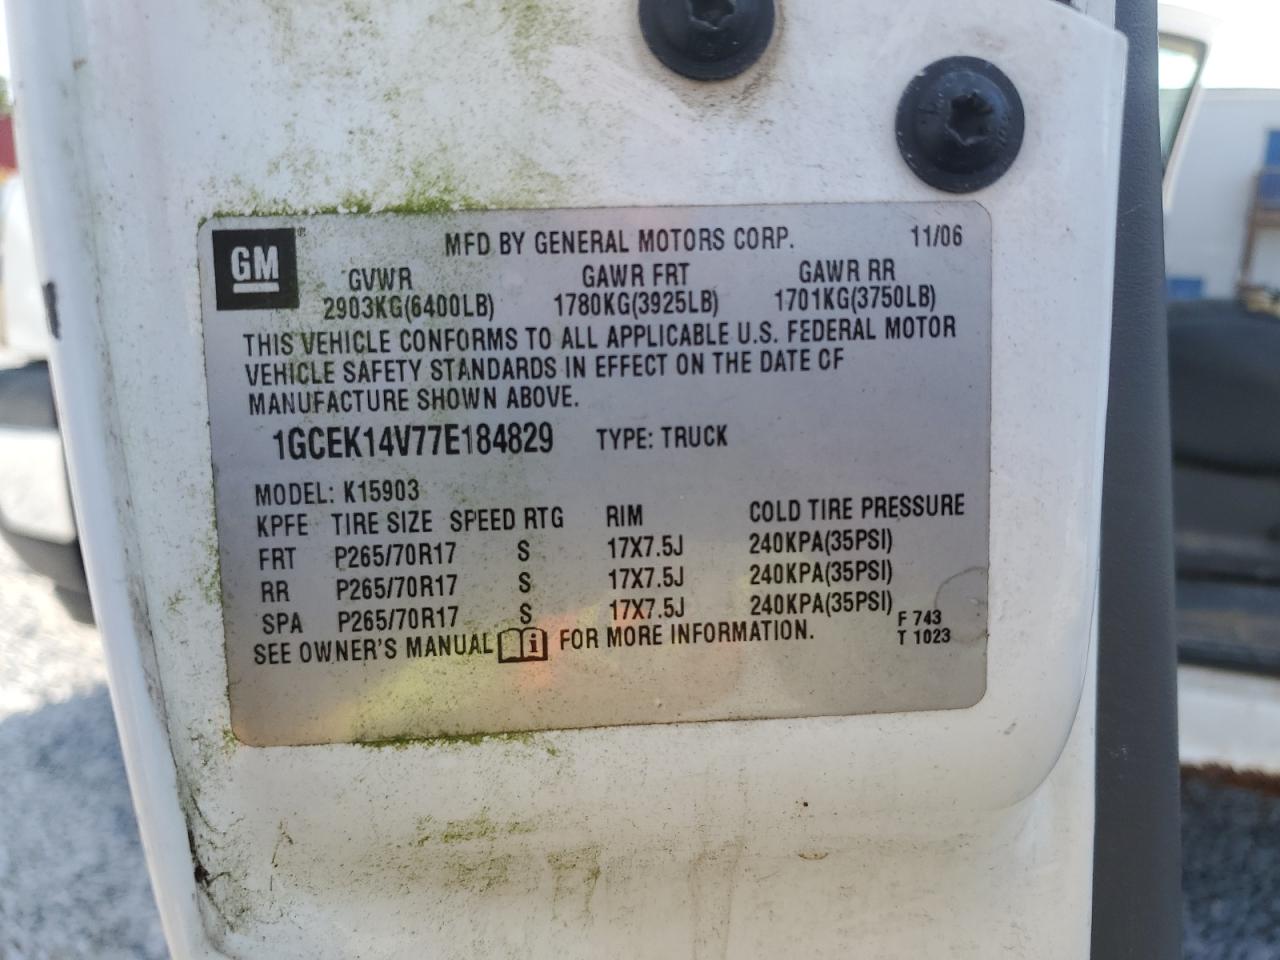 GM ®
MFD BY GENERAL MOTORS CORP. 11/06
GVWR GAWR FRT GAWR RR
2903KG(6400LB) 1780KG(3925LB) 1701KG(3750LB)
THIS VEHICLE CONFORMS TO ALL APPLICABLE U.S. FEDERAL MOTOR
VEHICLE SAFETY STANDARDS IN EFFECT ON THE DATE OF
MANUFACTURE SHOWN ABOVE.
1GCEK14V77E184829 TYPE: TRUCK
MODEL: K15903
KPFE TIRE SIZE SPEED RTG RIM COLD TIRE PRESSURE
FRT P265/70R17 S 17X7.5J 240KPA(35PSI)
RR P265/70R17 S 17X7.5J 240KPA(35PSI)
SPA P265/70R17 S 17X7.5J 240KPA(35PSI)
F 743
SEE OWNER'S MANUAL i FOR MORE INFORMATION. T 1023